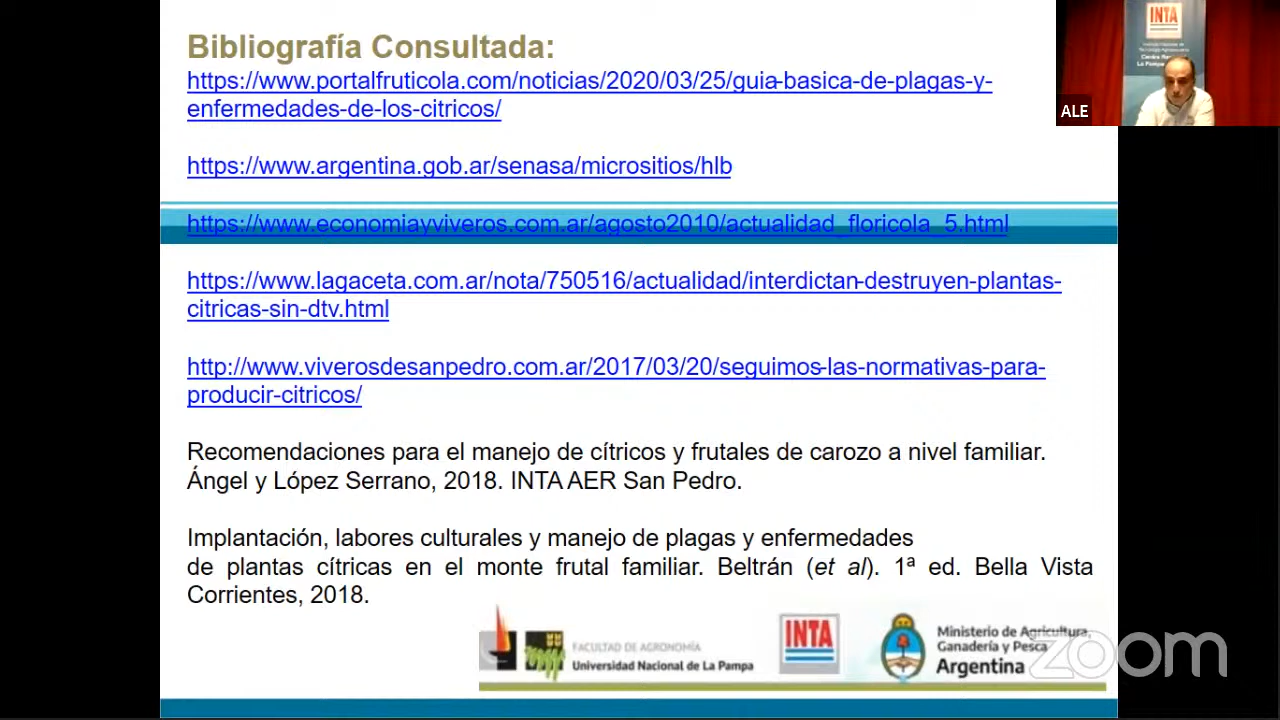 Bibliografía Consultada:
https://www.portalfruticola.com/noticias/2020/03/25/guia-basica-de-plagas-y-
enfermedades-de-los-citricos/
https://www.argentina.gob.ar/senasa/micrositios/hlb
https://www.economiayviveros.com.ar/agosto2010/actualidad_floricola_5.html
https://www.lagaceta.com.ar/nota/750516/actualidad/interdictan-destruyen-plantas-
citricas-sin-dtv.html
http://www.viverosdesanpedro.com.ar/2017/03/20/seguimos-las-normativas-para-
producir-citricos/
Recomendaciones para el manejo de cítricos y frutales de carozo a nivel familiar.
Ángel y López Serrano, 2018. INTA AER San Pedro.
Implantación, labores culturales y manejo de plagas y enfermedades
de plantas cítricas en el monte frutal familiar. Beltrán (et al). 1ª ed. Bella Vista
Corrientes, 2018.
FACULTAD DE AGRONOMÍA
Universidad Nacional de La Pampa
INTA
Ministerio de Agricultura,
Ganadería y Pesca
Argentina
zoom
INTA
ALE